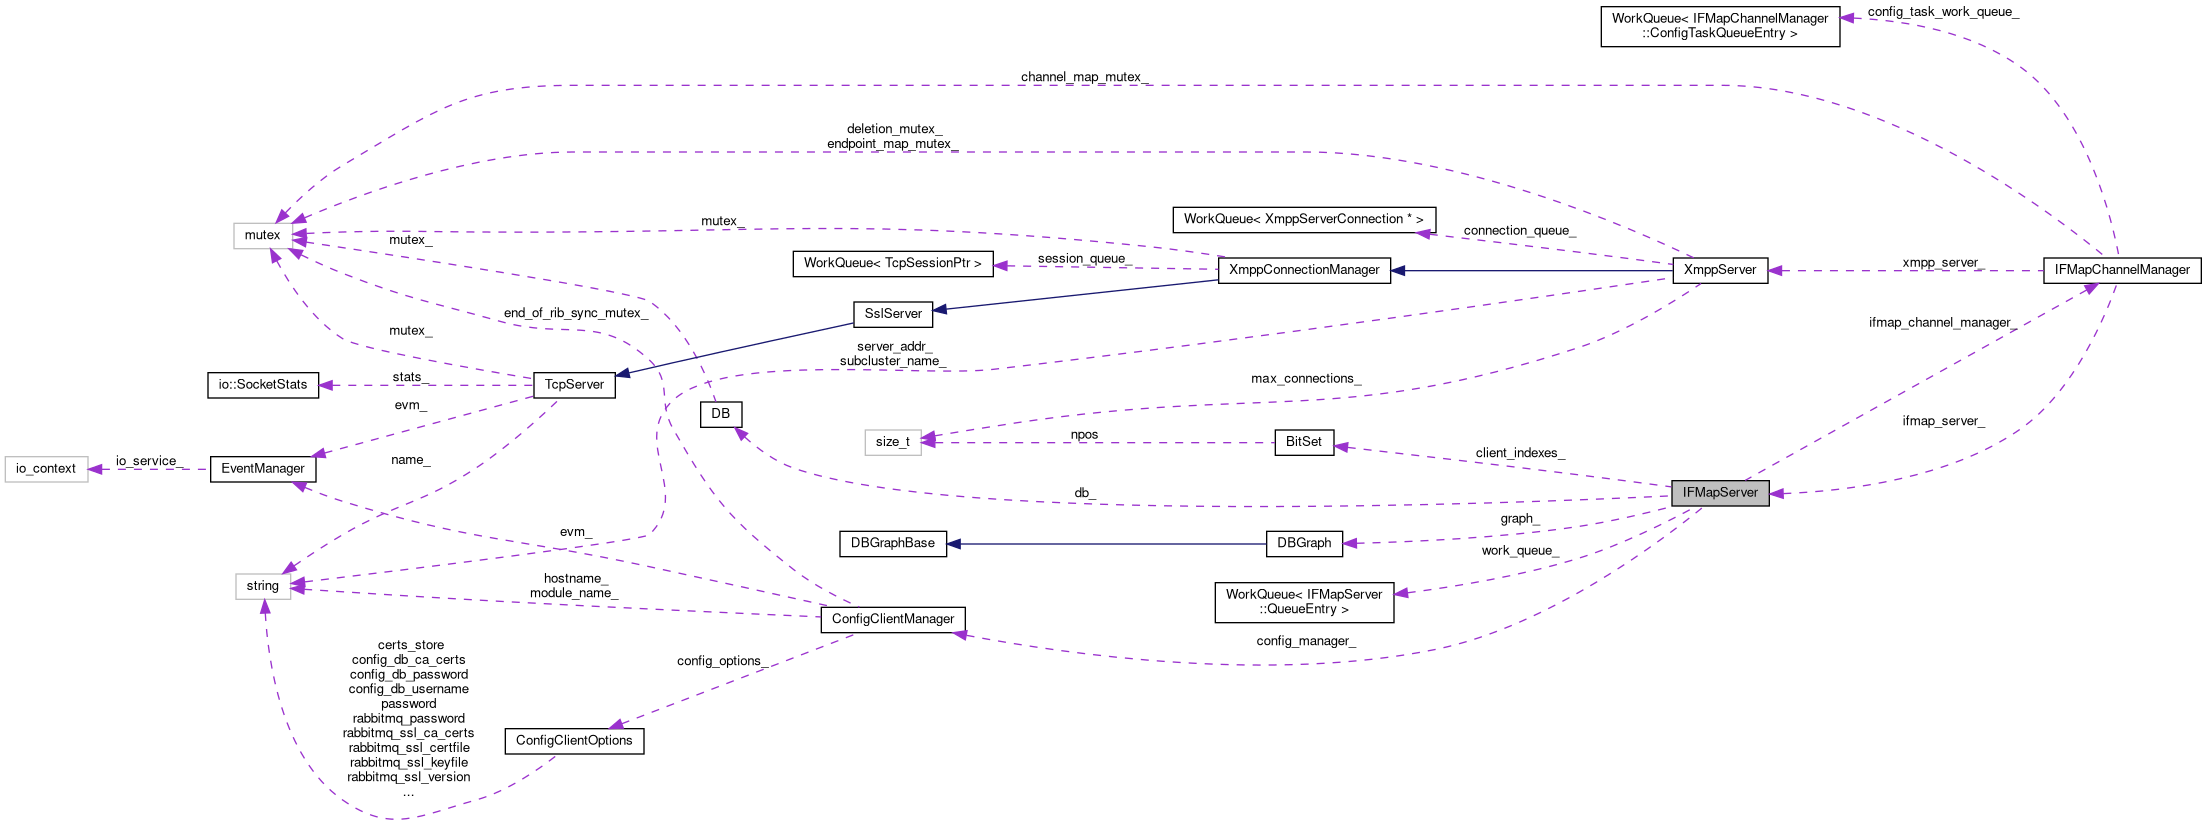 WorkQueue< IFMapChannelManager
::ConfigTaskQueueEntry >
config_task_work_queue_
channel_map_mutex_
deletion_mutex_
endpoint_map_mutex_
mutex
mutex_
mutex_
WorkQueue< XmppServerConnection * >
connection_queue_
WorkQueue< TcpSessionPtr >
session_queue_
XmppConnectionManager
XmppServer
xmpp_server_
IFMapChannelManager
SslServer
end_of_rib_sync_mutex_
ifmap_channel_manager_
mutex_
server_addr_
subcluster_name_
io::SocketStats
stats_
TcpServer
max_connections_
evm_
DB
ifmap_server_
size_t
npos
BitSet
client_indexes_
io_context
io_service_
EventManager
name_
db_
IFMapServer
graph_
evm_
DBGraphBase
DBGraph
work_queue_
string
hostname_
module_name_
WorkQueue< IFMapServer
::QueueEntry >
ConfigClientManager
config_manager_
certs_store
config_db_ca_certs
config_db_password
config_db_username
password
rabbitmq_password
rabbitmq_ssl_ca_certs
rabbitmq_ssl_certfile
rabbitmq_ssl_keyfile
rabbitmq_ssl_version
...
config_options_
ConfigClientOptions